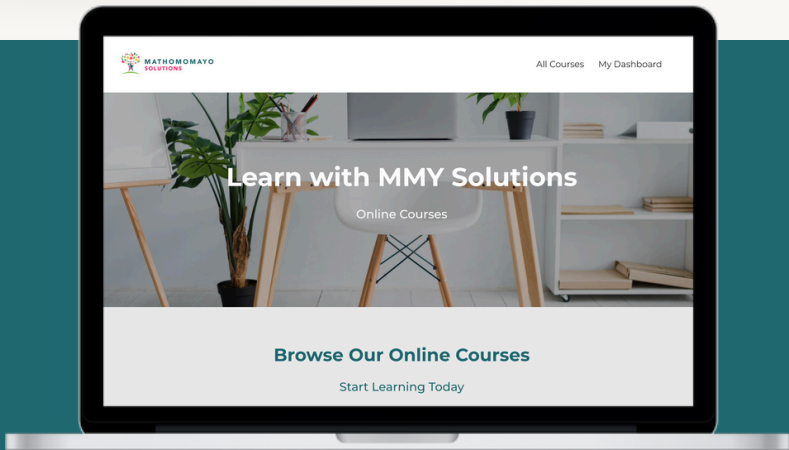 MATHOMOMAYO
SOLUTIONS
All Courses My Dashboard
Learn with MMY Solutions
Online Courses
Browse Our Online Courses
Start Learning Today